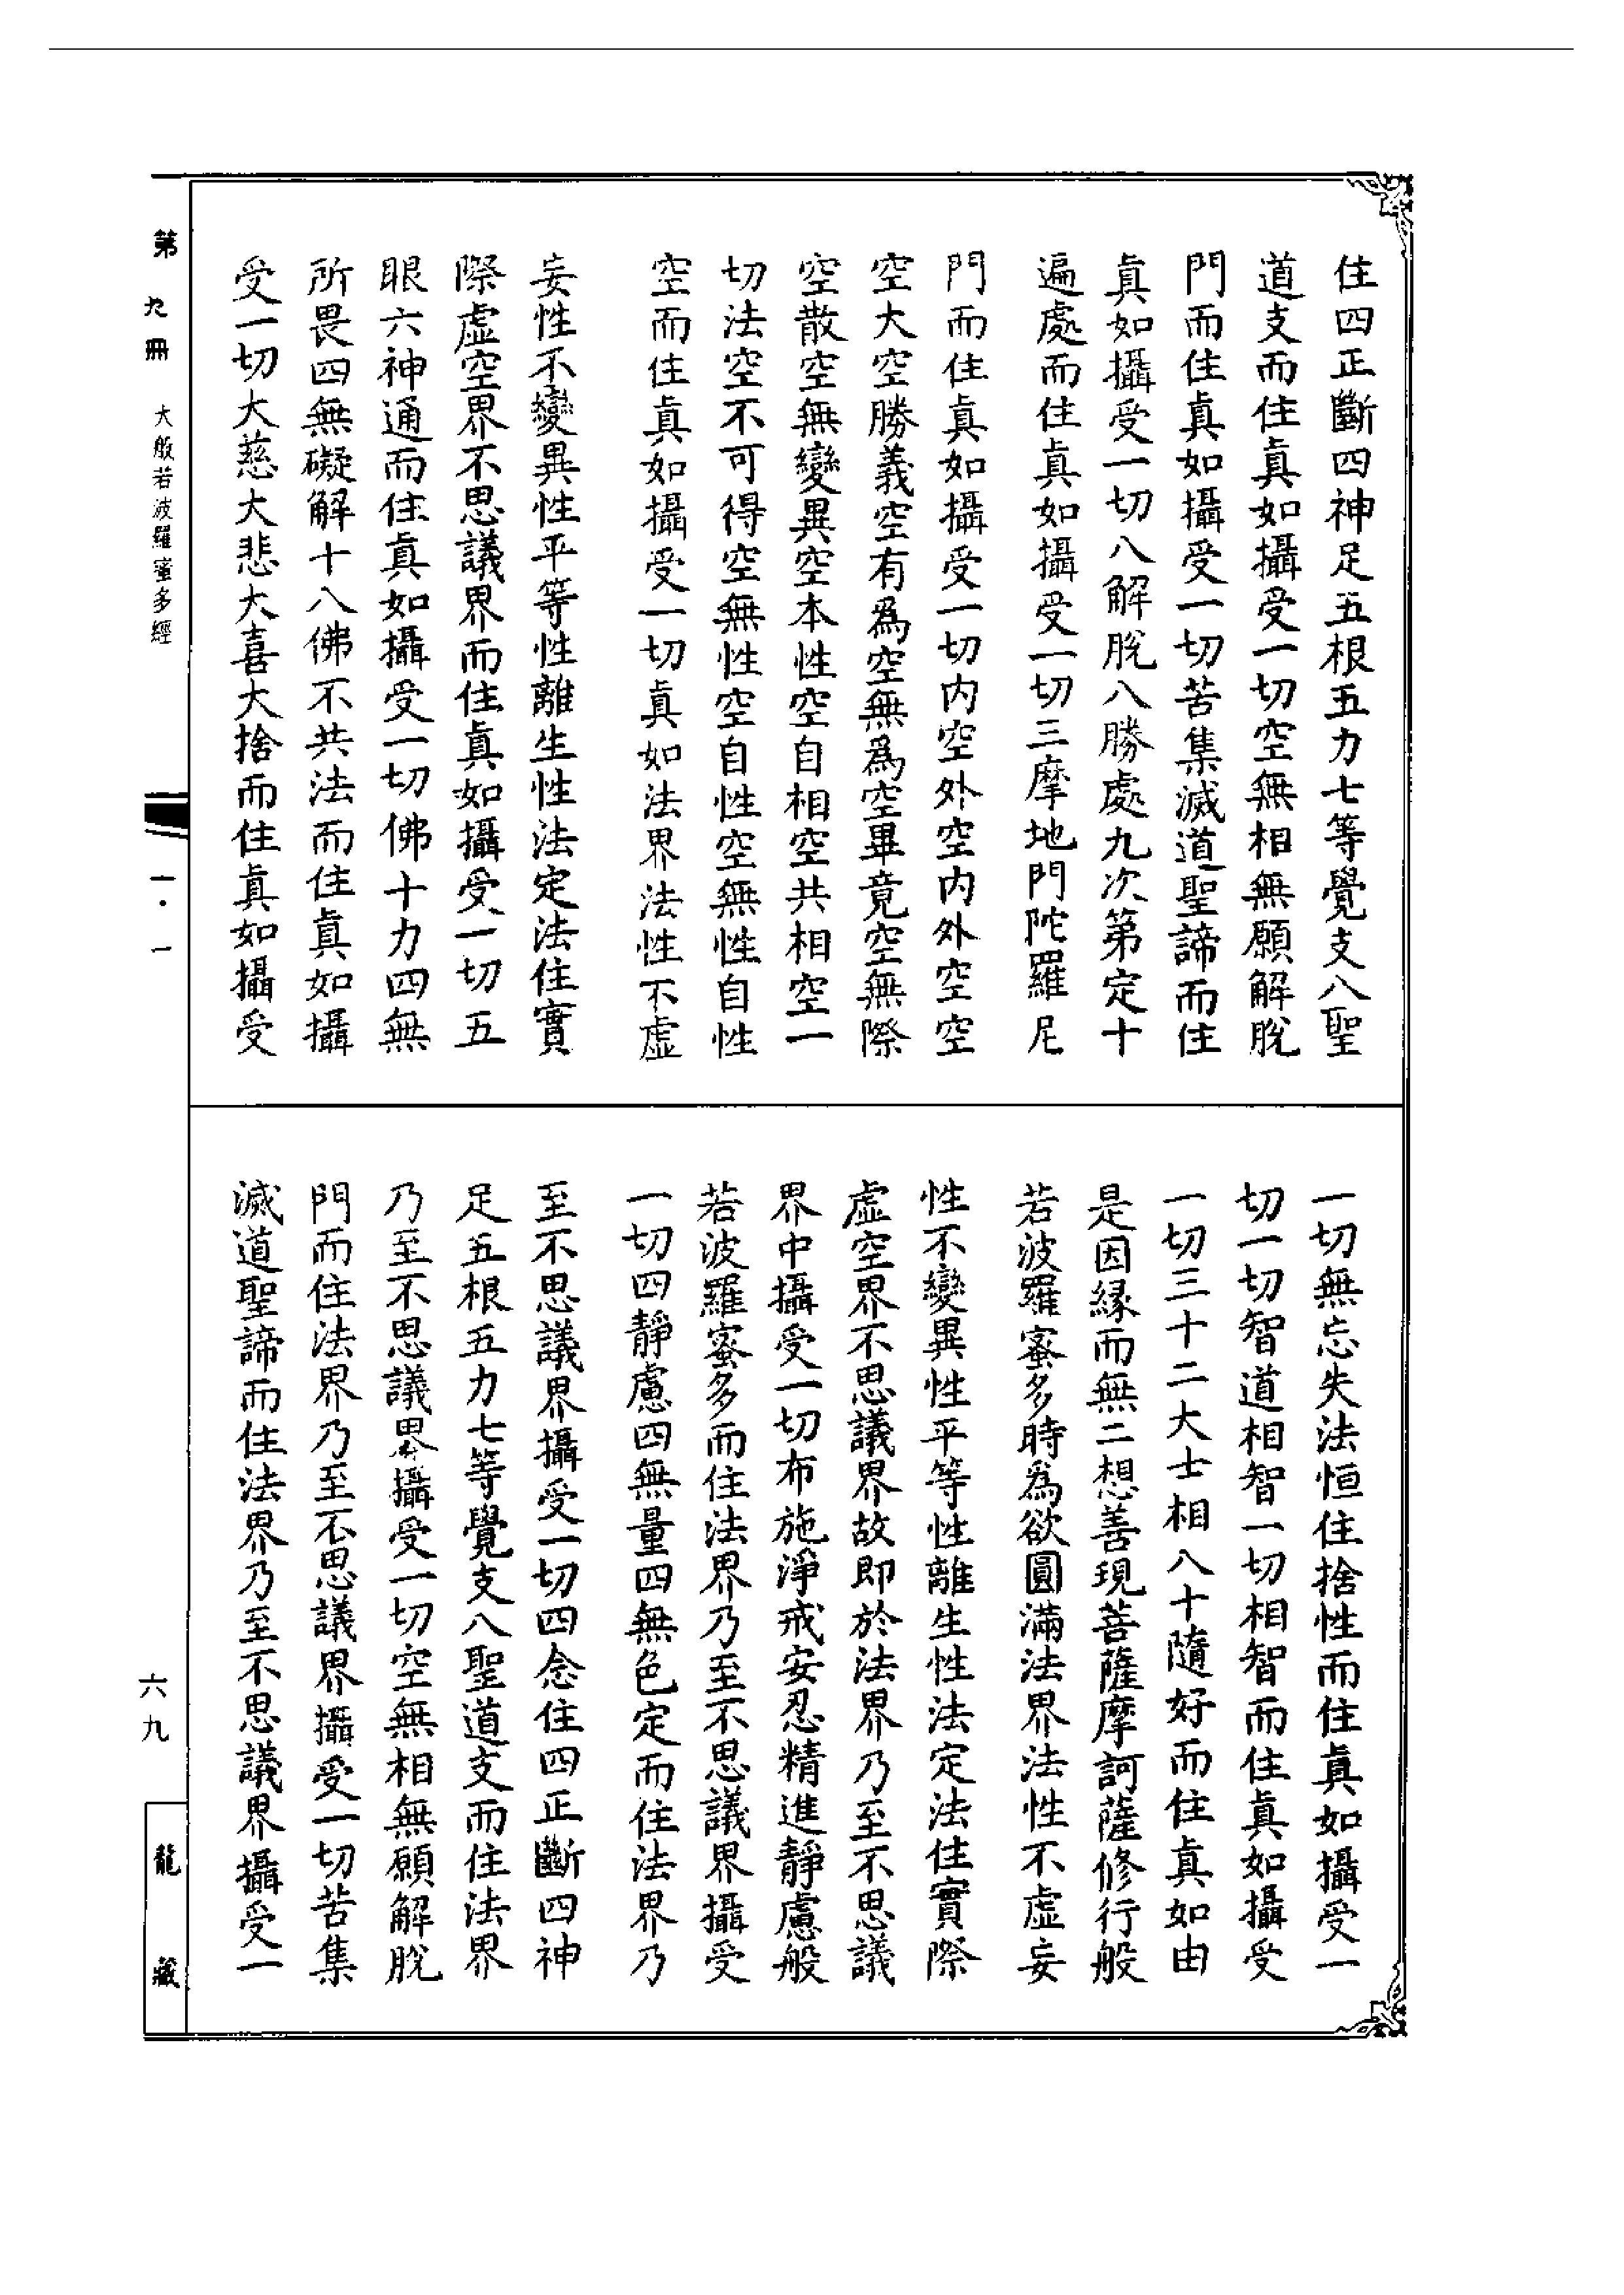 住四正斷四神足五根五力七等覺支八聖
道支而住真如攝受一切空無相無願解脫
門而住真如攝受一切苦集滅道聖諦而住
真如攝受一切八解脫八勝處九次第定十
遍處而住真如攝受一切三摩地門陀羅尼
門而住真如攝受一切内空外空内外空空
空大空勝義空有爲空無爲空畢竟空無際
空散空無變異空本性空自相空共相空一
切法空不可得空無性空自性空無性自性
空而住真如攝受一切真如法界法性不虛
妄性不變異性平等性離生性法定法住實
際虛空界不思議界而住真如攝受一切五
眼六神通而住真如攝受一切佛十力四無
所畏四無礙解十八佛不共法而住真如攝
受一切大慈大悲大喜大捨而住真如攝受
一切無忘失法恒住捨性而住真如攝受一
切一切智道相智一切相智而住真如攝受
一切三十二大士相八十隨好而住真如由
是因緣而無二想善現菩薩摩訶薩修行般
若波羅蜜多時爲欲圓滿法界法性不虛妄
性不變異性平等性離生性法定法住實際
虛空界不思議界故即於法界乃至不思議
界中攝受一切布施淨戒安忍精進靜慮般
若波羅蜜多而住法界乃至不思議界攝受
一切四靜慮四無量四無色定而住法界乃
至不思議界攝受一切四念住四正斷四神
足五根五力七等覺支八聖道支而住法界
乃至不思議界攝受一切空無相無願解脫
門而住法界乃至不思議界攝受一切苦集
滅道聖諦而住法界乃至不思議界攝受一
第九冊 大般若波羅蜜多經 一·一 六九 龍藏